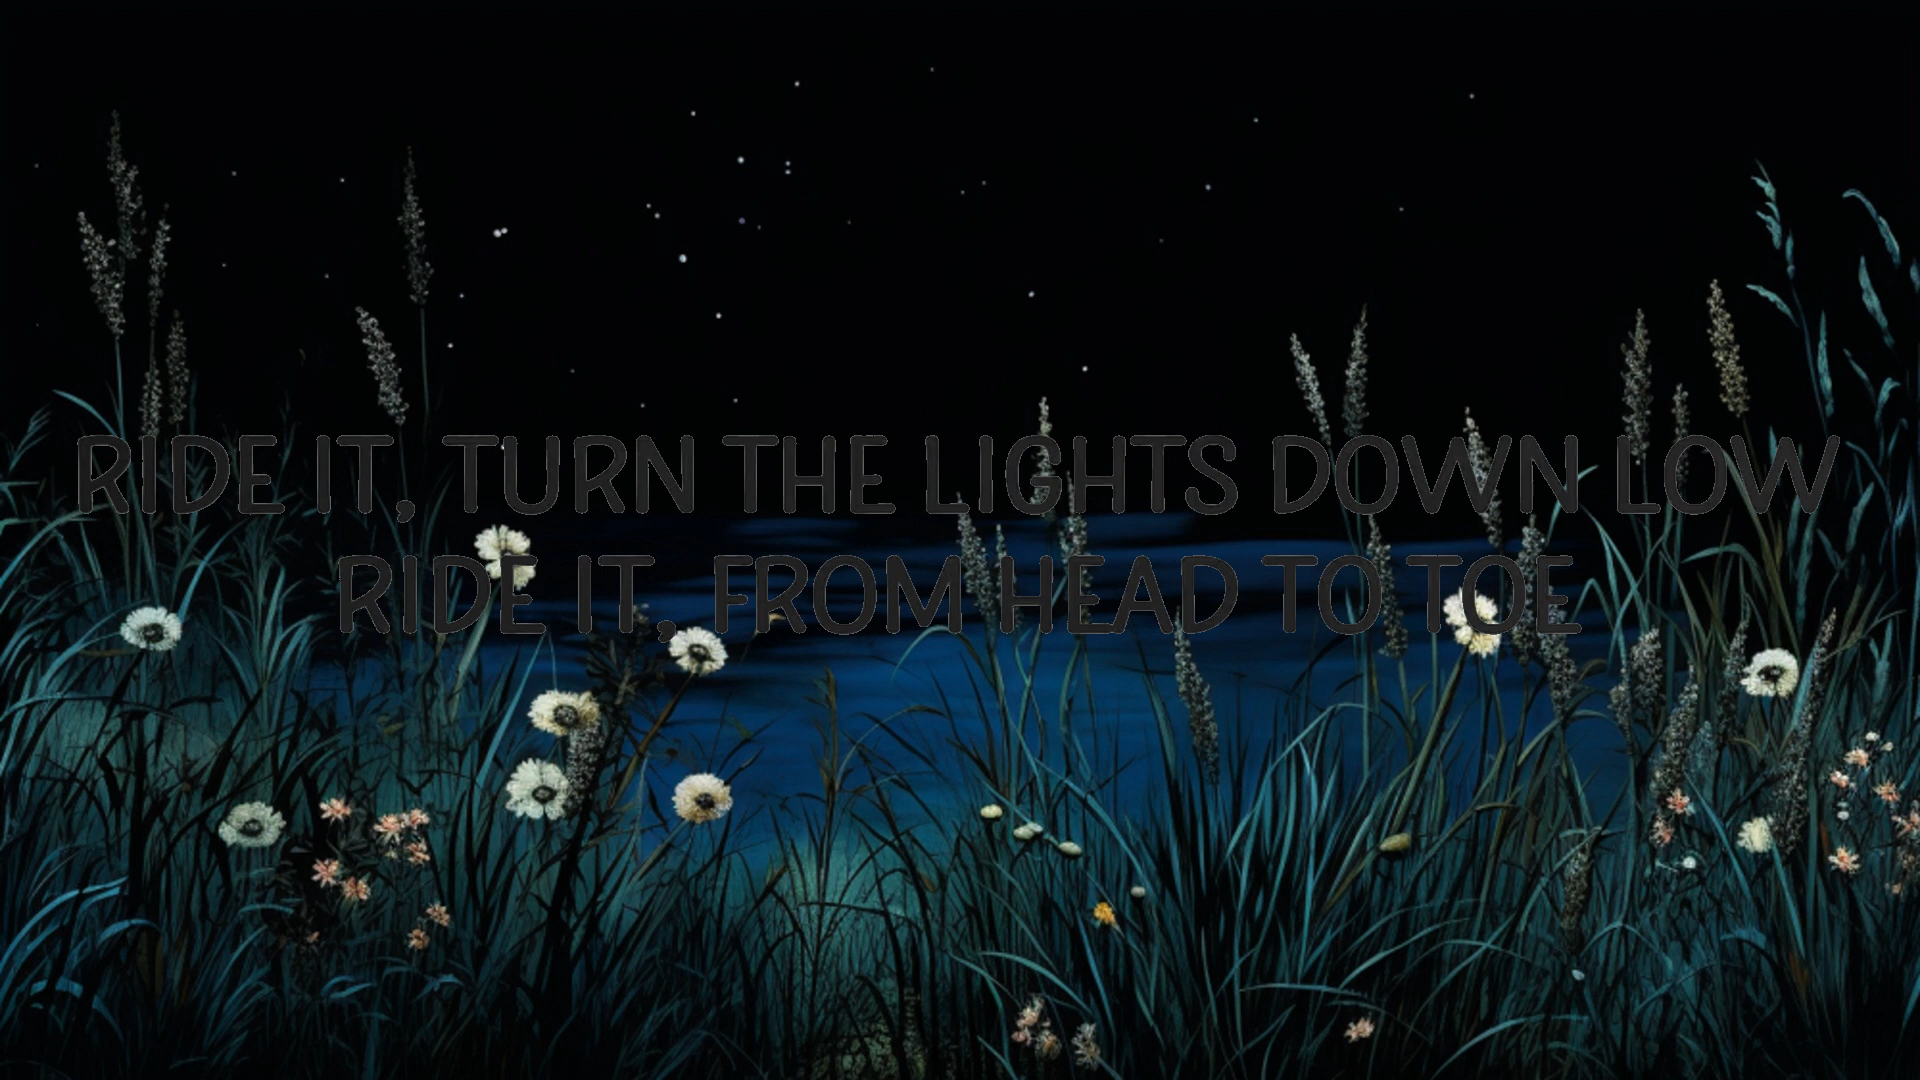 RIDE IT, TURN THE LIGHTS DOWN LOW
RIDE IT, FROM HEAD TO TOE